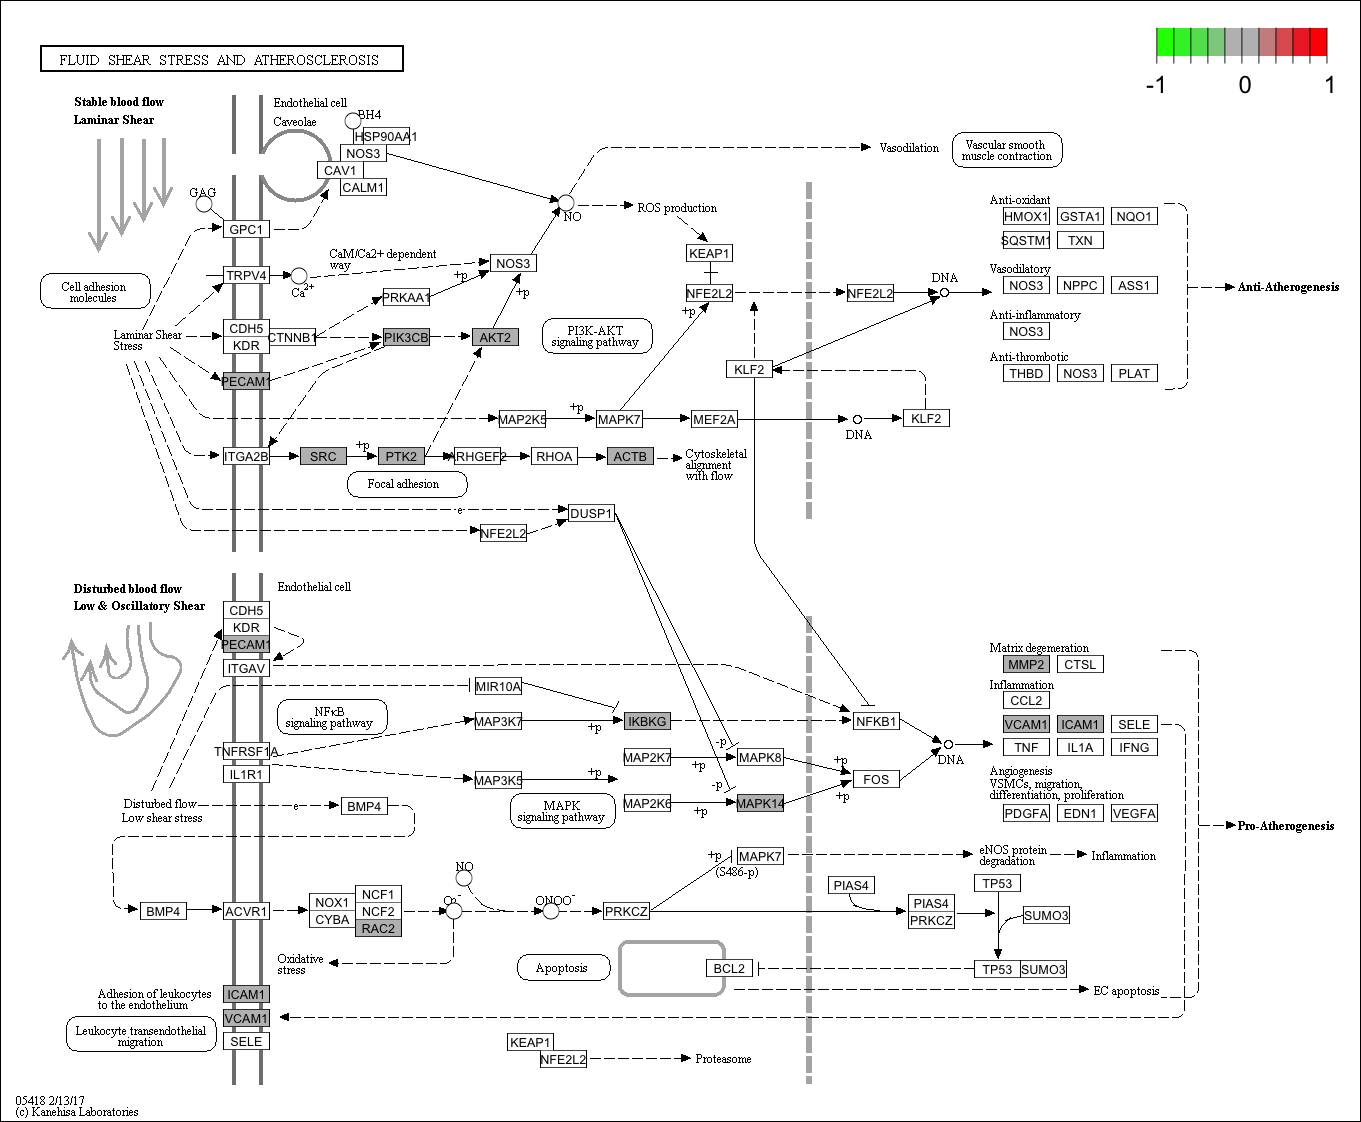 FLUID SHEAR STRESS AND ATHEROSCLEROSIS
-1 0 1
Stable blood flow
Laminar Shear
Endothelial cell
Caveolae
BH4
HSP90AA1
NOS3
CAV1
CALM1
GAG
GPC1
NO
Vasodilation
Vascular smooth
muscle contraction
ROS production
TRPV4
Ca2+
CaM/Ca2+ dependent
way
NOS3
+p
+p
PRKAA1
Cell adhesion
molecules
Laminar Shear
Stress
CDH5
KDR
CTNNB1
PIK3CB
AKT2
PI3K-AKT
signaling pathway
PECAM1
KEAP1
NFE2L2
+p
NFE2L2
DNA
KLF2
MAP2K5
+p
MAPK7
MEF2A
DNA
KLF2
ITGA2B
SRC
+p
PTK2
ARHGEF2
RHOA
ACTB
Cytoskeletal
alignment
with flow
Focal adhesion
e
DUSP1
NFE2L2
Anti-oxidant
HMOX1 GSTA1 NQO1
SQSTM1 TXN
Vasodilatory
NOS3 NPPC ASS1
Anti-inflammatory
NOS3
Anti-thrombotic
THBD NOS3 PLAT
Anti-Atherogenesis
Disturbed blood flow
Low & Oscillatory Shear
Endothelial cell
CDH5
KDR
PECAM1
ITGAV
MIR10A
NFκB
signaling pathway
MAP3K7
+p
IKBKG
NFKB1
TNFRSF1A
IL1R1
MAP3K5
+p
MAP2K7
+p
-p
MAPK8
+p
FOS
DNA
MAPK
signaling pathway
MAP2K6
+p
-p
MAPK14
+p
Disturbed flow
Low shear stress
e
BMP4
Matrix degeneration
MMP2 CTSL
Inflammation
CCL2
VCAM1 ICAM1 SELE
TNF IL1A IFNG
Angiogenesis
VSMCs, migration,
differentiation, proliferation
PDGFA EDN1 VEGFA
Pro-Atherogenesis
+p
MAPK7
(S486-p)
eNOS protein
degradation
Inflammation
BMP4
ACVR1
NOX1
CYBA
NCF1
NCF2
RAC2
O2-
NO
ONOO-
PRKCZ
PIAS4
PIAS4
PRKCZ
TP53
SUMO3
TP53 SUMO3
Oxidative
stress
Apoptosis
BCL2
EC apoptosis
Adhesion of leukocytes
to the endothelium
ICAM1
VCAM1
SELE
Leukocyte transendothelial
migration
KEAP1
NFE2L2
Proteasome
05418 2/13/17
(c) Kanehisa Laboratories